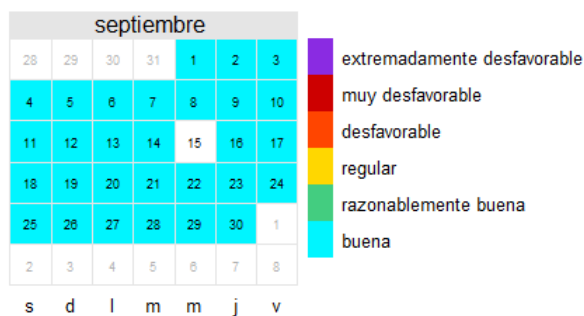 septiembre
28 29 30 31 1 2 3
4 5 6 7 8 9 10
11 12 13 14 15 16 17
18 19 20 21 22 23 24
25 26 27 28 29 30 1
2 3 4 5 6 7 8
s d l m m j v
extremadamente desfavorable
muy desfavorable
desfavorable
regular
razonablemente buena
buena